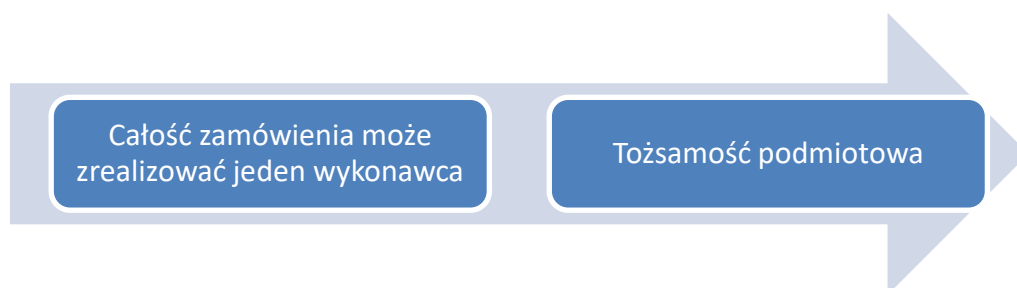 Całość zamówienia może
zrealizować jeden wykonawca
Tożsamość podmiotowa